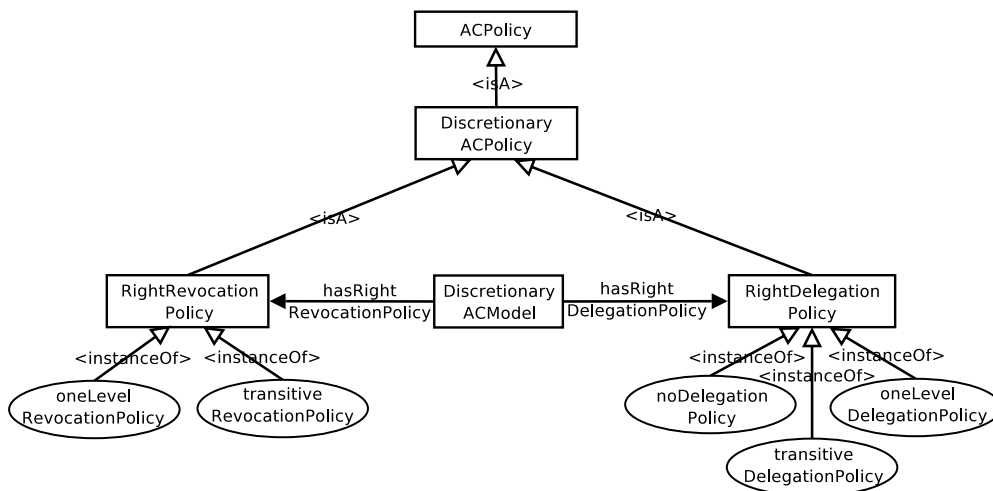 ACPolicy
<isA>
Discretionary
ACPolicy
<isA>
<isA>
RightRevocation
Policy
hasRight
RevocationPolicy
Discretionary
ACModel
hasRight
DelegationPolicy
RightDelegation
Policy
<instanceOf>
<instanceOf>
<instanceOf>
<instanceOf>
<instanceOf>
oneLevel
RevocationPolicy
transitive
RevocationPolicy
noDelegation
Policy
oneLevel
DelegationPolicy
transitive
DelegationPolicy